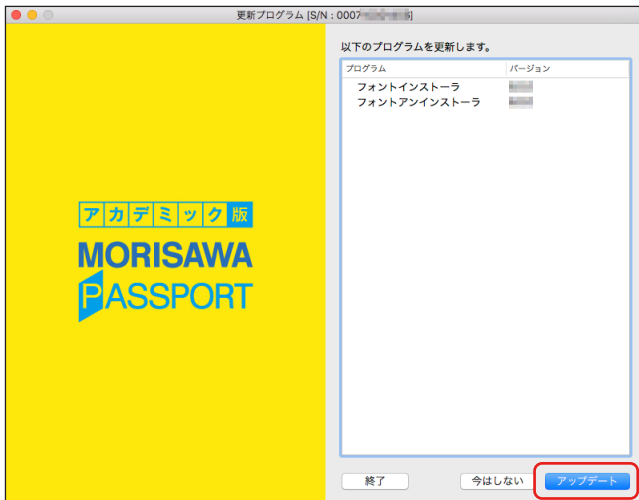 更新プログラム [S/N : 0007
以下のプログラムを更新します。
プログラム バージョン
フォントインストーラ
フォントアンインストーラ
アカデミック版
MORISAWA
PASSPORT
終了 今はしない アップデート